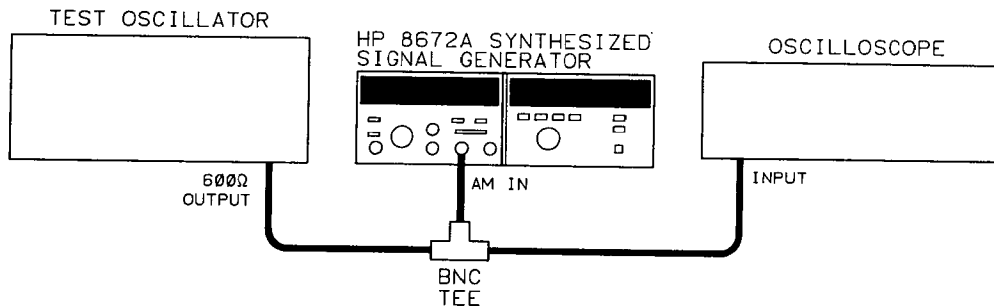 TEST OSCILLATOR
HP 8672A SYNTHESIZED
SIGNAL GENERATOR
OSCILLOSCOPE
600Ω
OUTPUT
AM IN
INPUT
BNC
TEE